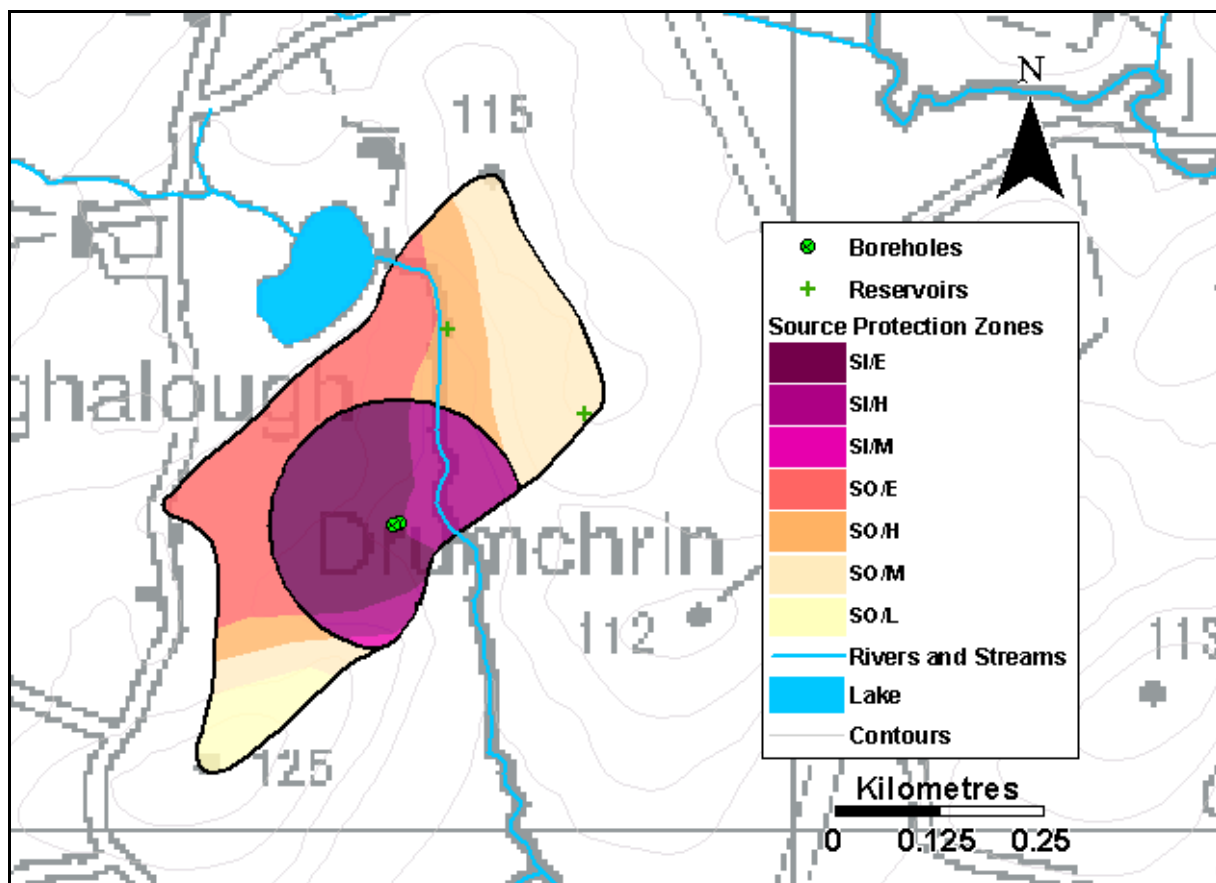 115
N
ghalough
Drumchrin
112
125
113
Boreholes
Reservoirs
Source Protection Zones
SI/E
SI/H
SI/M
SO/E
SO/H
SO/M
SO/L
Rivers and Streams
Lake
Contours
Kilometres
0 0.125 0.25